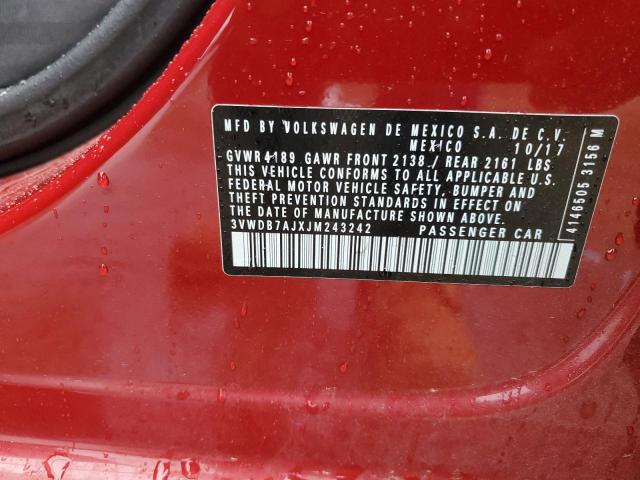 MFD BY VOLKSWAGEN DE MEXICO S.A. DE C.V.
MEXICO 10/17
GVWR 4189 GAWR FRONT 2138./ REAR 2161 LBS
THIS VEHICLE CONFORMS TO ALL APPLICABLE U.S.
FEDERAL MOTOR VEHICLE SAFETY, BUMPER AND
THEFT PREVENTION STANDARDS IN EFFECT ON
THE DATE OF MANUFACTURE SHOWN ABOVE.
3VWDB7AJXJM243242 PASSENGER CAR
4146505 3156 M